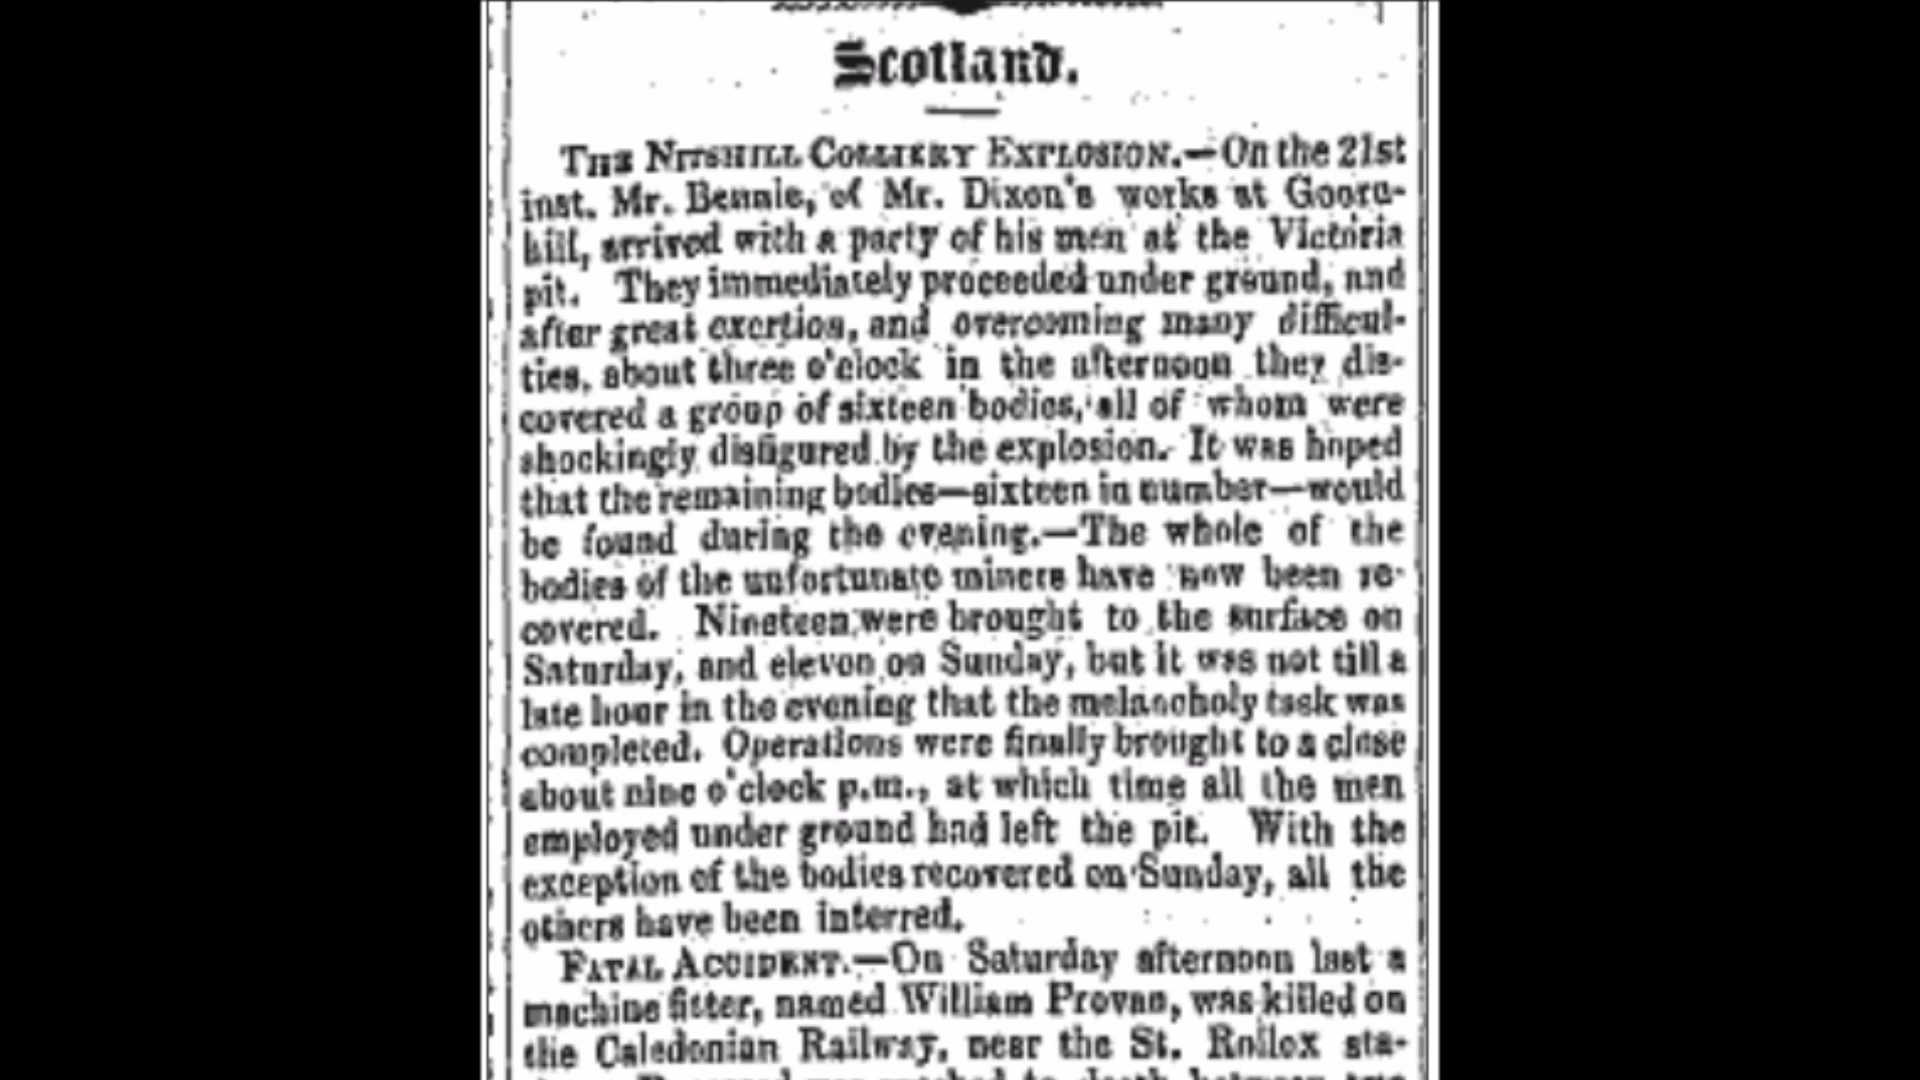 Scotland.
THE NITSHILL COLLIERY EXPLOSION.—On the 21st
inst. Mr. Bennie, of Mr. Dixon's works at
hill, arrived with a party of his men at the Victoria
pit. They immediately proceeded under ground, and
after great exertion, and overcoming many difficul-
ties, about three o'clock in the afternoon they dis-
covered a group of sixteen bodies, all of whom were
shockingly disfigured by the explosion. It was hoped
that the remaining bodies—sixteen in number—would
be found during the evening.—The whole of the
bodies of the unfortunate miners have now been re-
covered. Nineteen were brought to the surface on
Saturday, and eleven on Sunday, but it was not till a
late hour in the evening that the melancholy task was
completed. Operations were finally brought to a close
about nine o'clock p.m., at which time all the men
employed under ground had left the pit. With the
exception of the bodies recovered on Sunday, all the
others have been interred.
FATAL ACCIDENT.—On Saturday afternoon last a
machine fitter, named William Provan, was killed on
the Caledonian Railway, near the St. Rollox sta-